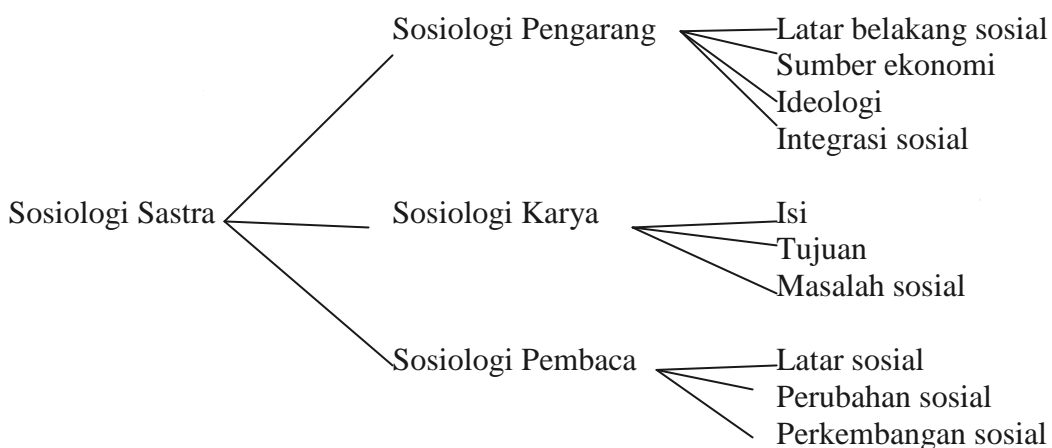 Sosiologi Pengarang
Latar belakang sosial
Sumber ekonomi
Ideologi
Integrasi sosial
Sosiologi Sastra
Sosiologi Karya
Isi
Tujuan
Masalah sosial
Sosiologi Pembaca
Latar sosial
Perubahan sosial
Perkembangan sosial